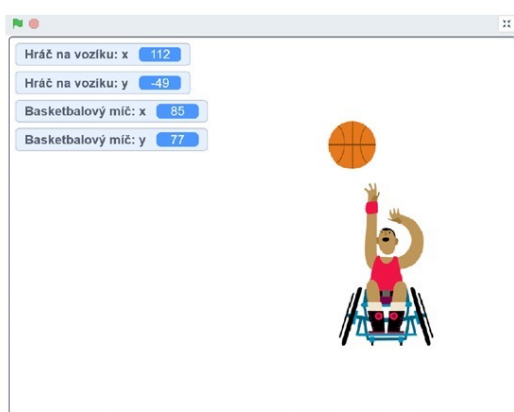 Hráč na vozíku: x 112
Hráč na vozíku: y -49
Basketbalový míč: x 85
Basketbalový míč: y 77